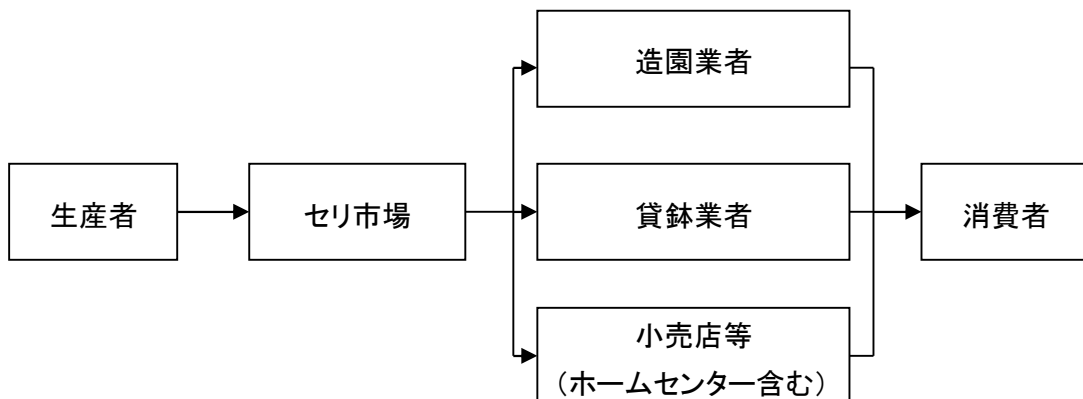 造園業者
生産者
セリ市場
貸鉢業者
消費者
小売店等
（ホームセンター含む）